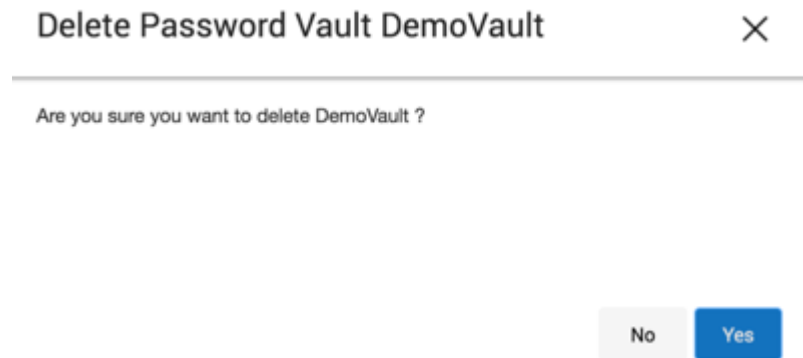 Delete Password Vault DemoVault
Are you sure you want to delete DemoVault ?
No
Yes